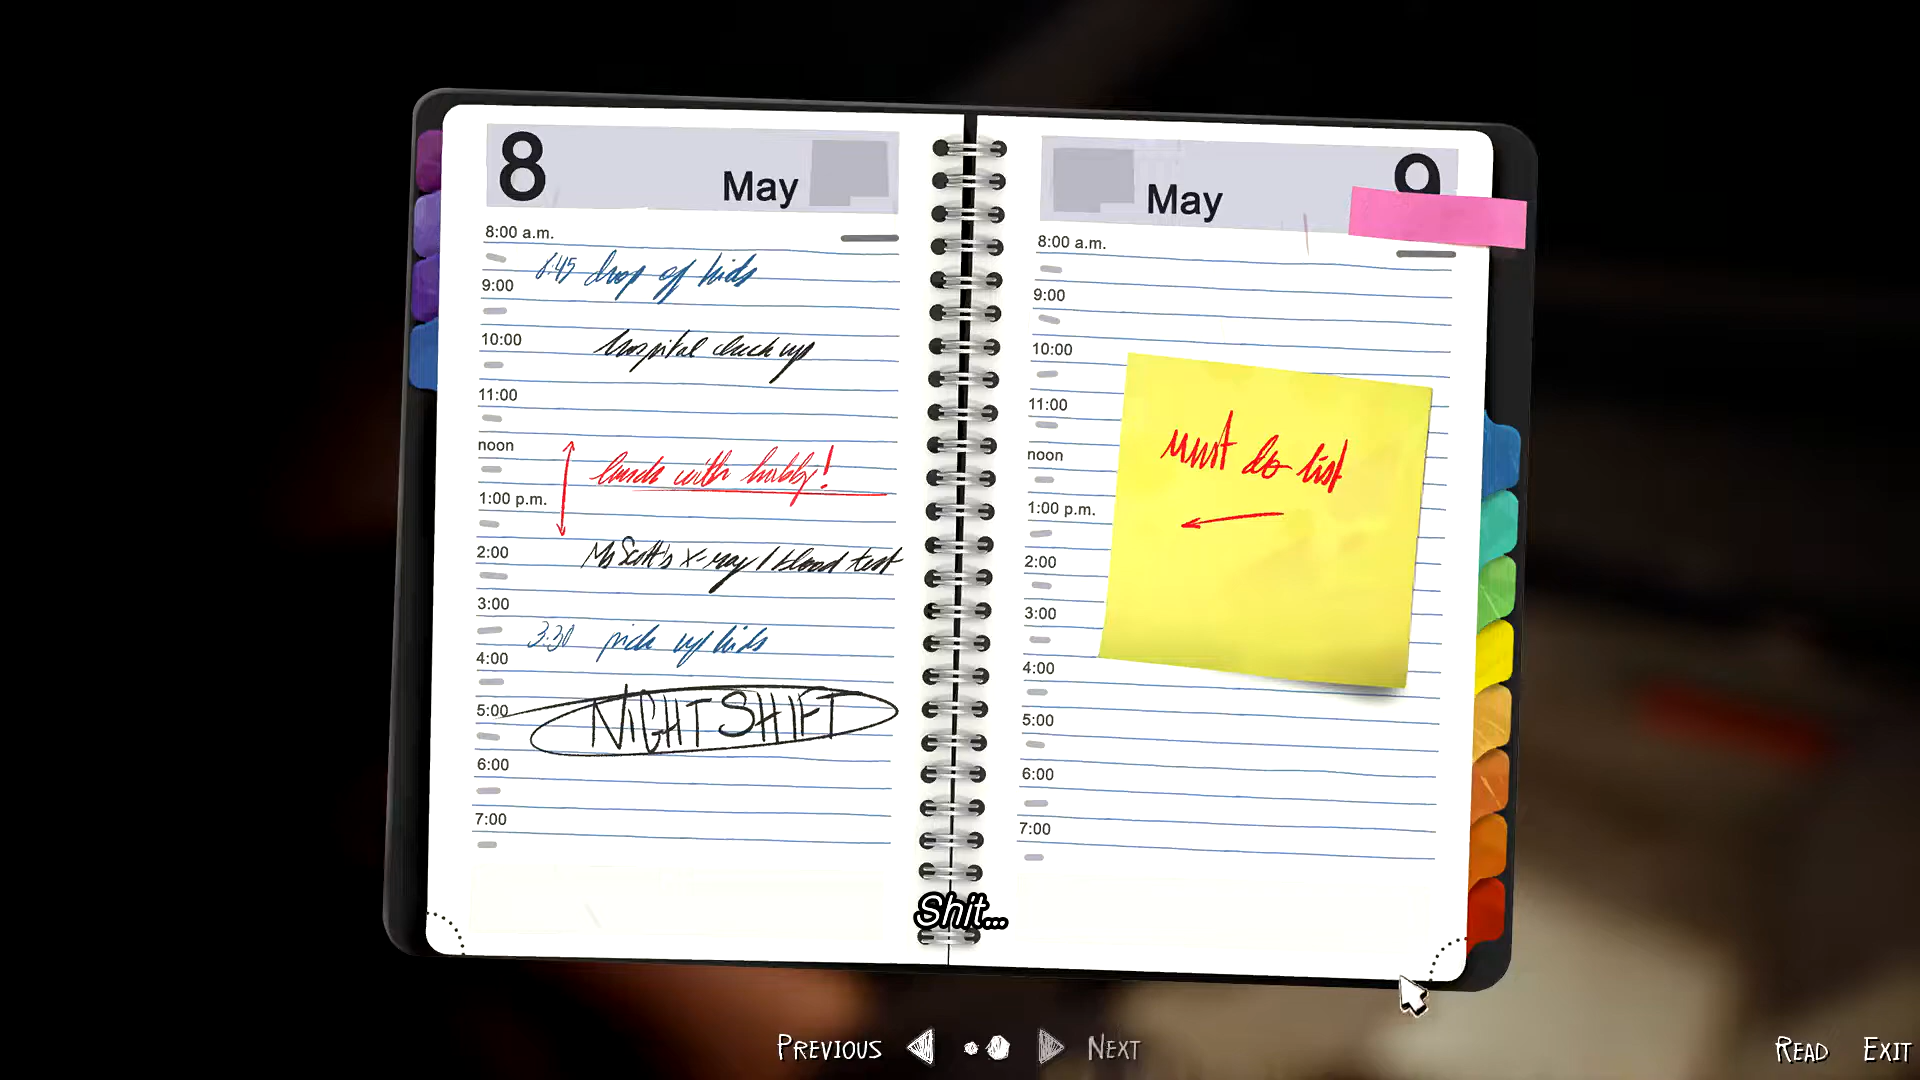 8
May
8:00 a.m.
8:45 drop of kids
9:00
10:00
hospital check up
11:00
noon
lunch with hubby!
1:00 p.m.
2:00
Mr Scott's x-ray / blood test
3:00
3:30 pick up kids
4:00
5:00
NIGHT SHIFT
6:00
7:00
May
9
8:00 a.m.
9:00
10:00
11:00
noon
1:00 p.m.
2:00
3:00
4:00
5:00
6:00
7:00
must do list
Shit...
PREVIOUS
NEXT
READ
EXIT